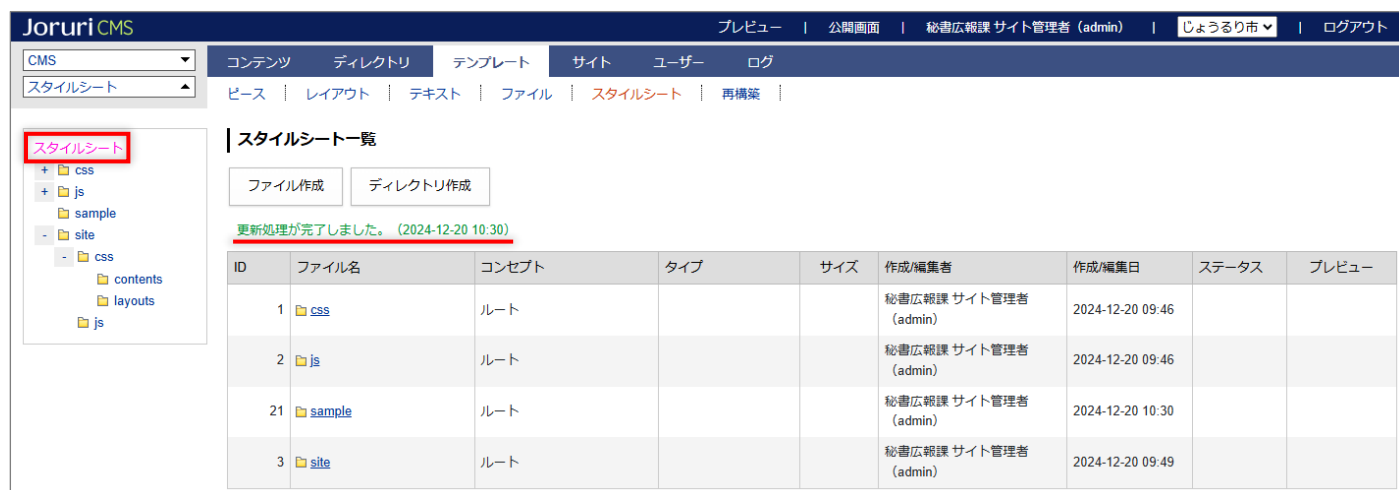 Joruri CMS プレビュー | 公開画面 | 秘書広報課 サイト管理者 (admin) | じょうるり市 | ログアウト
CMS コンテンツ ディレクトリ テンプレート サイト ユーザー ログ
スタイルシート ピース レイアウト テキスト ファイル スタイルシート 再構築
スタイルシート
+ css
+ js
sample
- site
- css
contents
layouts
js
スタイルシート一覧
ファイル作成 ディレクトリ作成
更新処理が完了しました。(2024-12-20 10:30)
ID ファイル名 コンセプト タイプ サイズ 作成/編集者 作成/編集日 ステータス プレビュー
1 css ルート 秘書広報課 サイト管理者 (admin) 2024-12-20 09:46
2 js ルート 秘書広報課 サイト管理者 (admin) 2024-12-20 09:46
21 sample ルート 秘書広報課 サイト管理者 (admin) 2024-12-20 10:30
3 site ルート 秘書広報課 サイト管理者 (admin) 2024-12-20 09:49